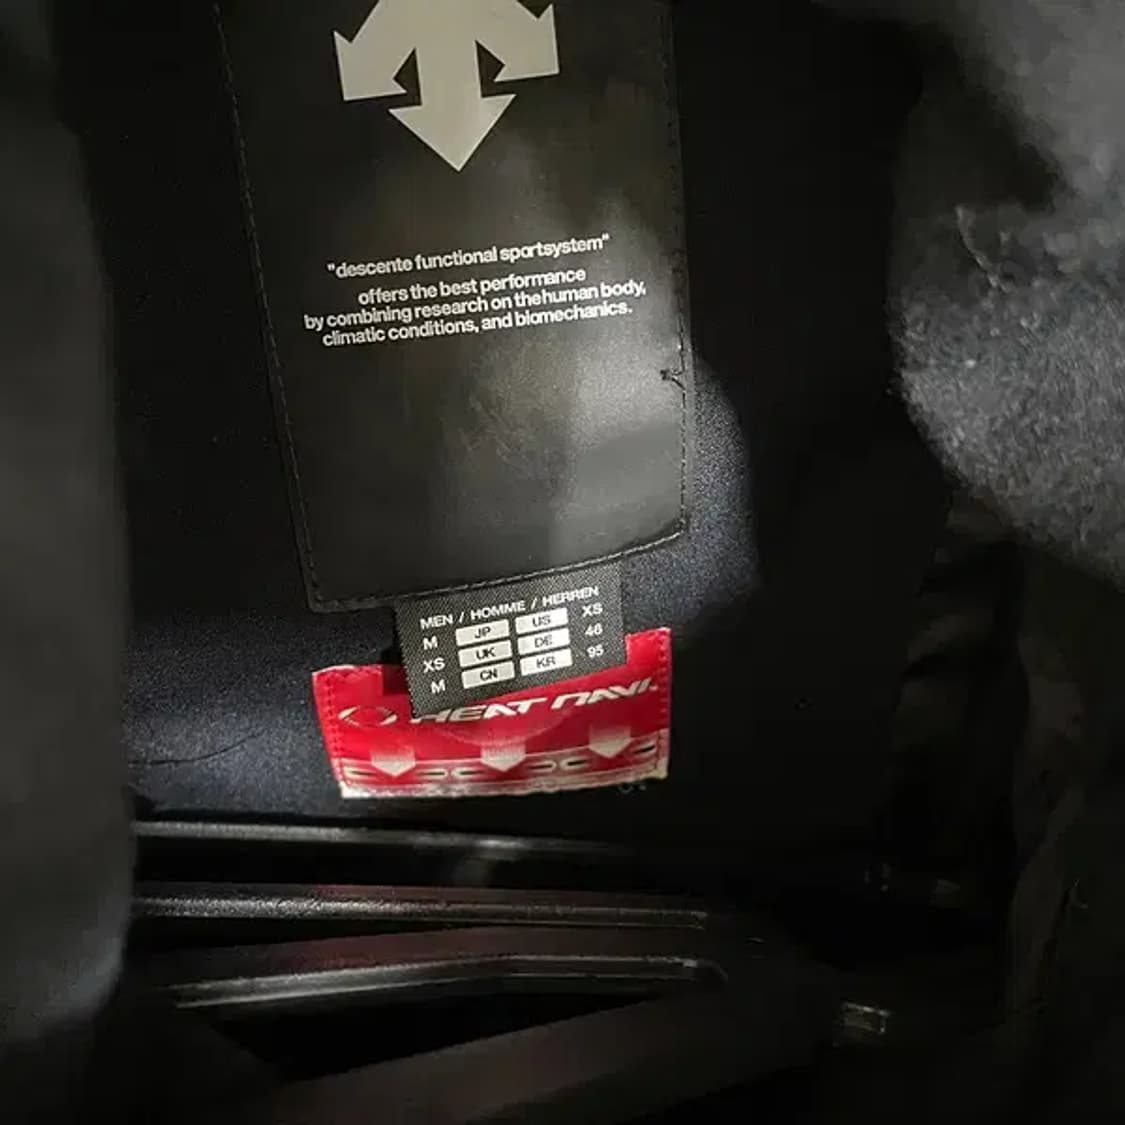 "descente functional sportsystem"
offers the best performance
by combining research on the human body,
climatic conditions, and biomechanics.
MEN / HOMME / HERREN
M JP US XS
XS UK DE 46
M CN KR 95
HEAT NAVI